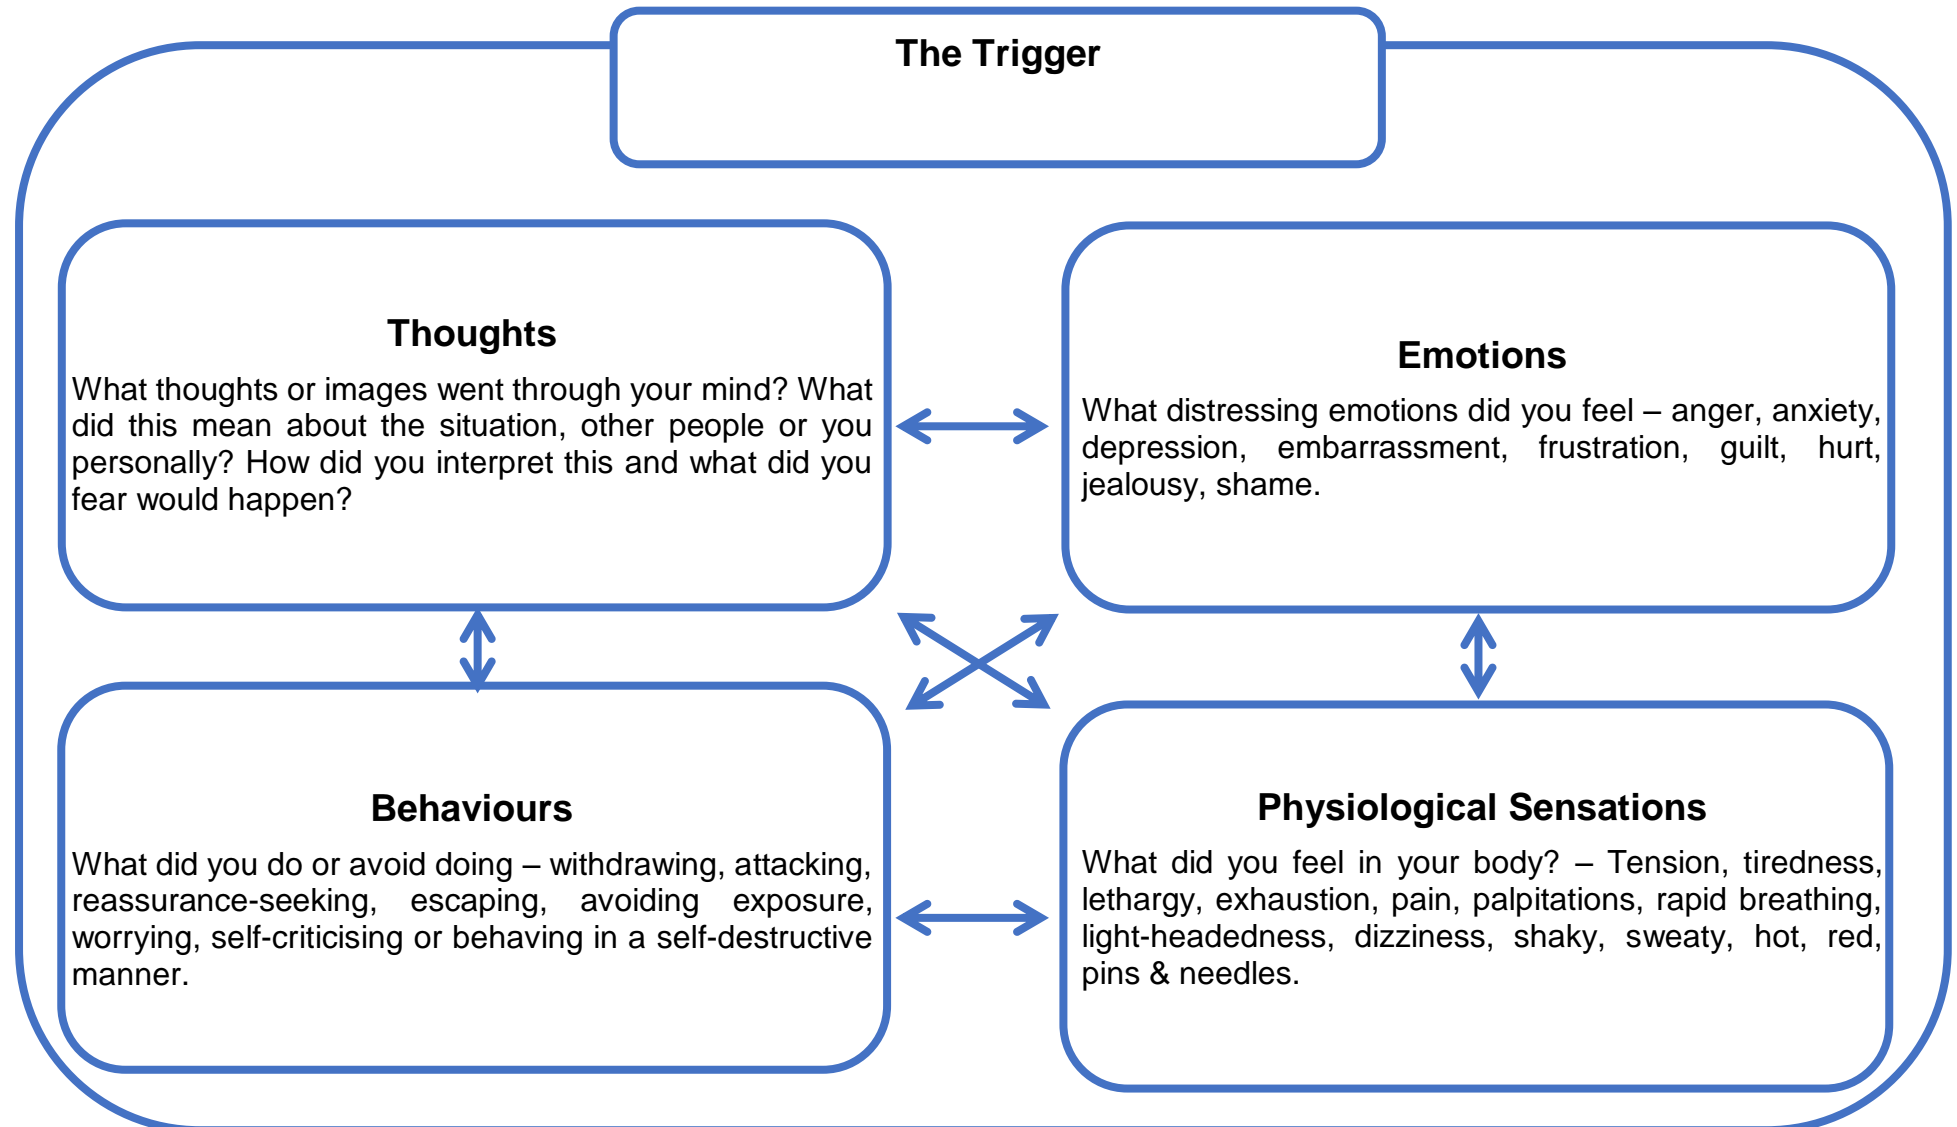 The Trigger
Thoughts
What thoughts or images went through your mind? What
did this mean about the situation, other people or you
personally? How did you interpret this and what did you
fear would happen?
Emotions
What distressing emotions did you feel – anger, anxiety,
depression, embarrassment, frustration, guilt, hurt,
jealousy, shame.
Behaviours
What did you do or avoid doing – withdrawing, attacking,
reassurance-seeking, escaping, avoiding exposure,
worrying, self-criticising or behaving in a self-destructive
manner.
Physiological Sensations
What did you feel in your body? – Tension, tiredness,
lethargy, exhaustion, pain, palpitations, rapid breathing,
light-headedness, dizziness, shaky, sweaty, hot, red,
pins & needles.